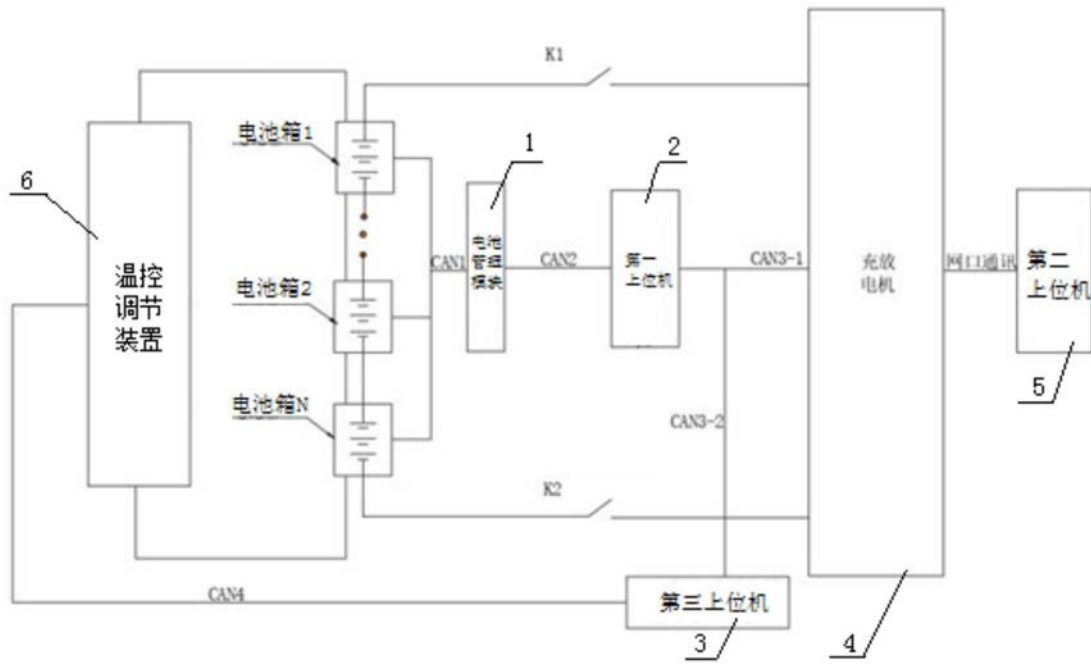 K1
电池箱1
1
2
6
电池
管理
模块
CAN1
CAN2
第一
上位机
CAN3-1
充放
电机
网口通讯
第二
上位机
温控
调节
装置
电池箱2
5
电池箱N
CAN3-2
K2
CAN4
第三上位机
3
4